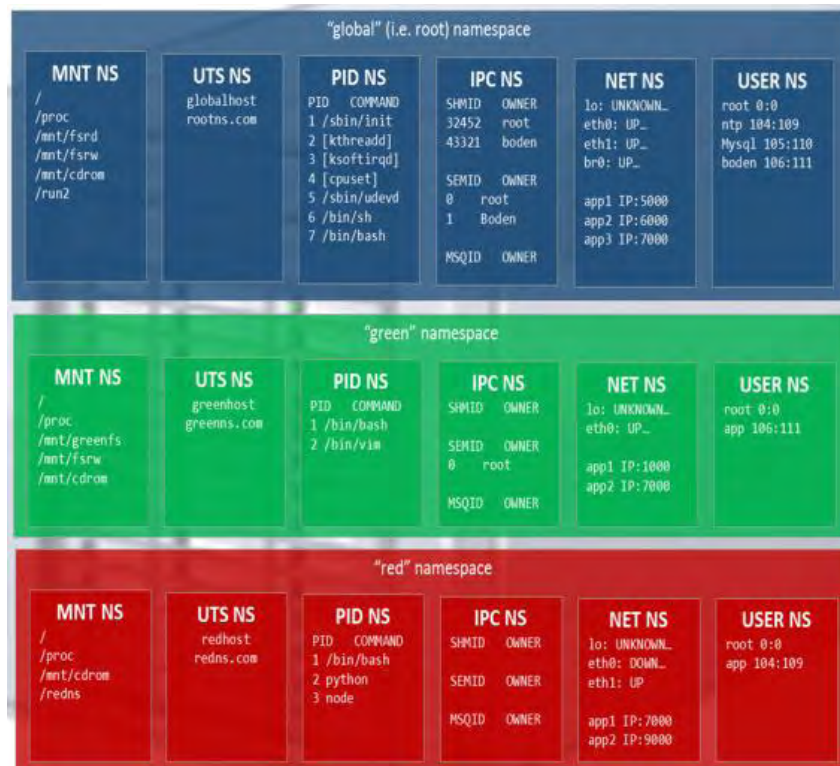 "global" (i.e. root) namespace
MNT NS
/
/proc
/mnt/fsrd
/mnt/fsrw
/mnt/cdrom
/run2
UTS NS
globalhost
rootns.com
PID NS
PID COMMAND
1 /sbin/init
2 [kthreadd]
3 [ksoftirqd]
4 [cpuset]
5 /sbin/udevd
6 /bin/sh
7 /bin/bash
IPC NS
SHMID OWNER
32452 root
43321 boden
SEMID OWNER
0 root
1 Boden
MSQID OWNER
NET NS
lo: UNKNOWN…
eth0: UP…
eth1: UP…
br0: UP…
app1 IP:5000
app2 IP:6000
app3 IP:7000
USER NS
root 0:0
ntp 104:109
Mysql 105:110
boden 106:111
"green" namespace
MNT NS
/
/proc
/mnt/greenfs
/mnt/fsrw
/mnt/cdrom
UTS NS
greenhost
greenns.com
PID NS
PID COMMAND
1 /bin/bash
2 /bin/vim
IPC NS
SHMID OWNER
SEMID OWNER
0 root
MSQID OWNER
NET NS
lo: UNKNOWN…
eth0: UP…
app1 IP:1000
app2 IP:7000
USER NS
root 0:0
app 106:111
"red" namespace
MNT NS
/
/proc
/mnt/cdrom
/redns
UTS NS
redhost
redns.com
PID NS
PID COMMAND
1 /bin/bash
2 python
3 node
IPC NS
SHMID OWNER
SEMID OWNER
MSQID OWNER
NET NS
lo: UNKNOWN…
eth0: DOWN…
eth1: UP
app1 IP:7000
app2 IP:9000
USER NS
root 0:0
app 104:109